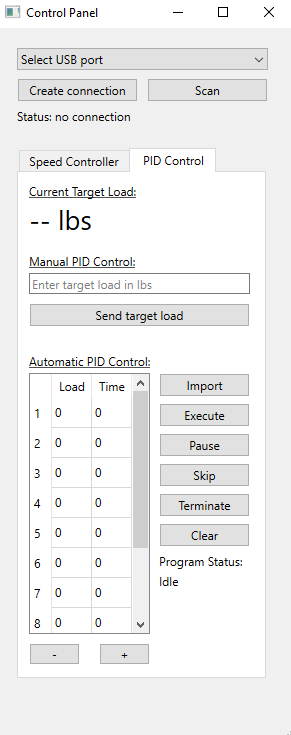 Control Panel
Select USB port
Create connection
Scan
Status: no connection
Speed Controller
PID Control
Current Target Load:
-- lbs
Manual PID Control:
Enter target load in lbs
Send target load
Automatic PID Control:
Load Time
1 0 0
2 0 0
3 0 0
4 0 0
5 0 0
6 0 0
7 0 0
8 0 0
- +
Import
Execute
Pause
Skip
Terminate
Clear
Program Status:
Idle